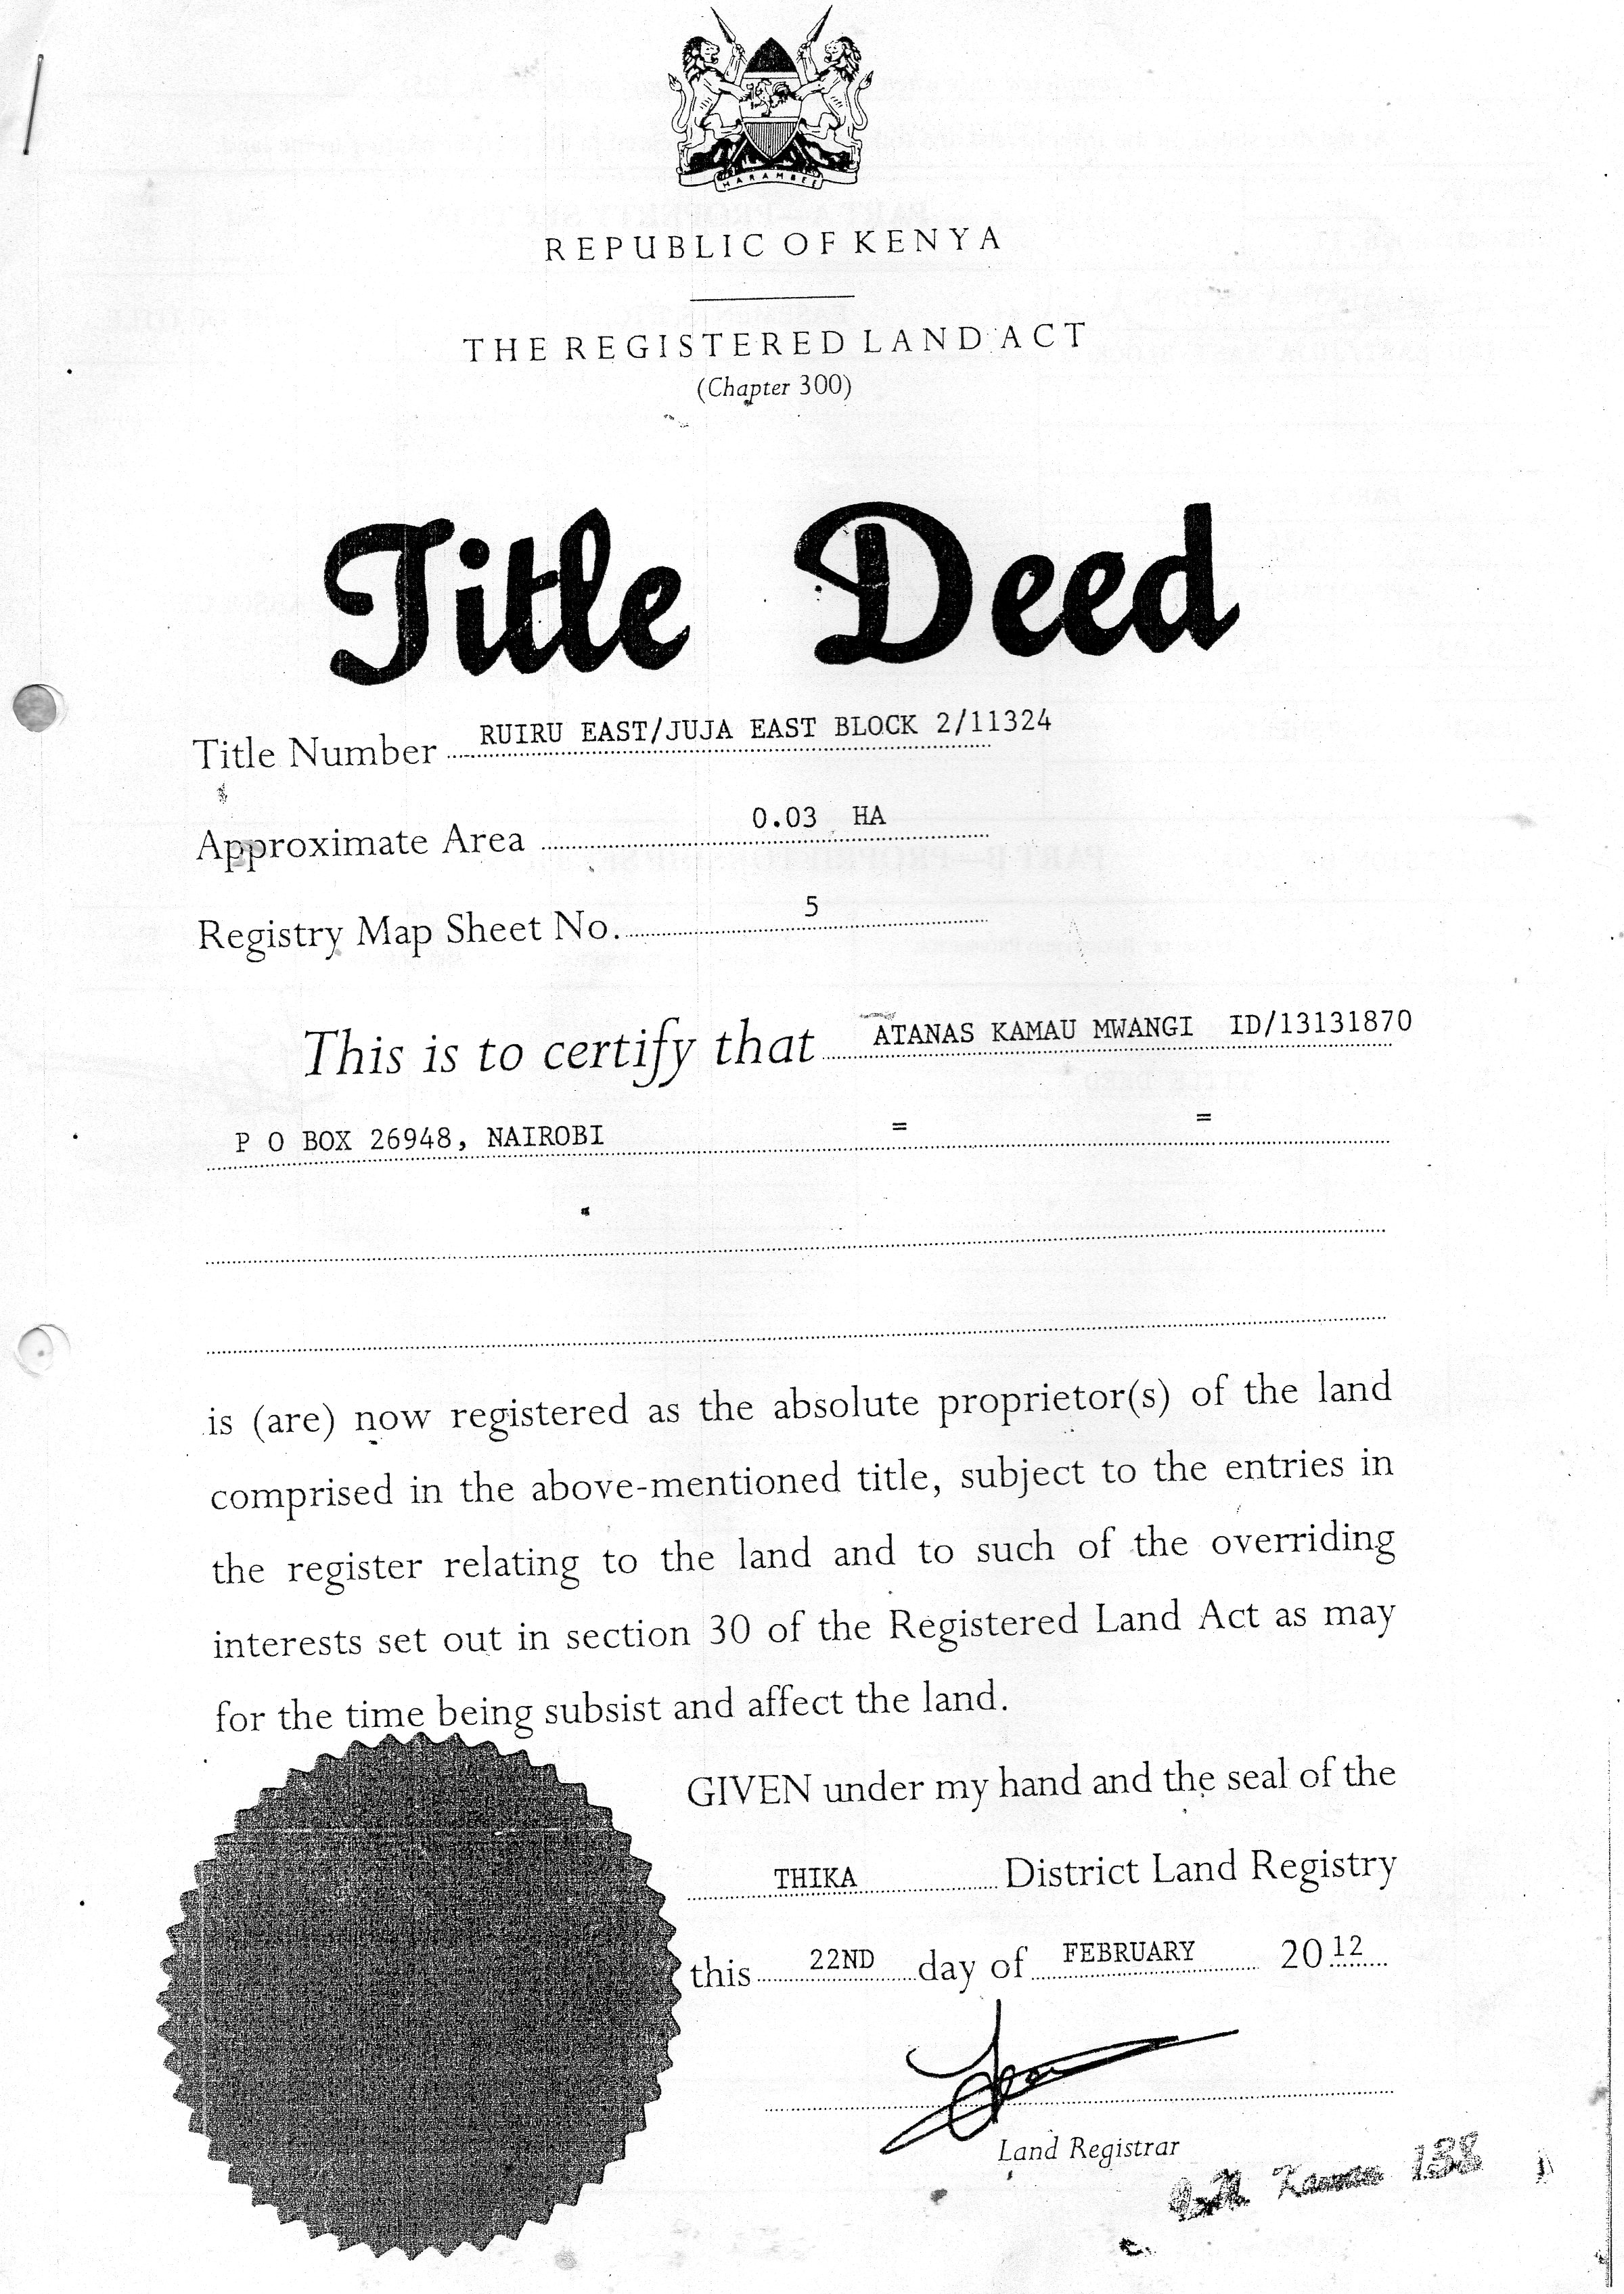 HARAMBEE
REPUBLIC OF KENYA
THE REGISTERED LAND ACT
(Chapter 300)
Title Deed
Title Number RUIRU EAST/JUJA EAST BLOCK 2/11324
Approximate Area 0.03 HA
Registry Map Sheet No. 5
This is to certify that ATANAS KAMAU MWANGI ID/13131870
P O BOX 26948, NAIROBI = =
is (are) now registered as the absolute proprietor(s) of the land
comprised in the above-mentioned title, subject to the entries in
the register relating to the land and to such of the overriding
interests set out in section 30 of the Registered Land Act as may
for the time being subsist and affect the land.
GIVEN under my hand and the seal of the
THIKA District Land Registry
this 22ND day of FEBRUARY 2012
Land Registrar
138